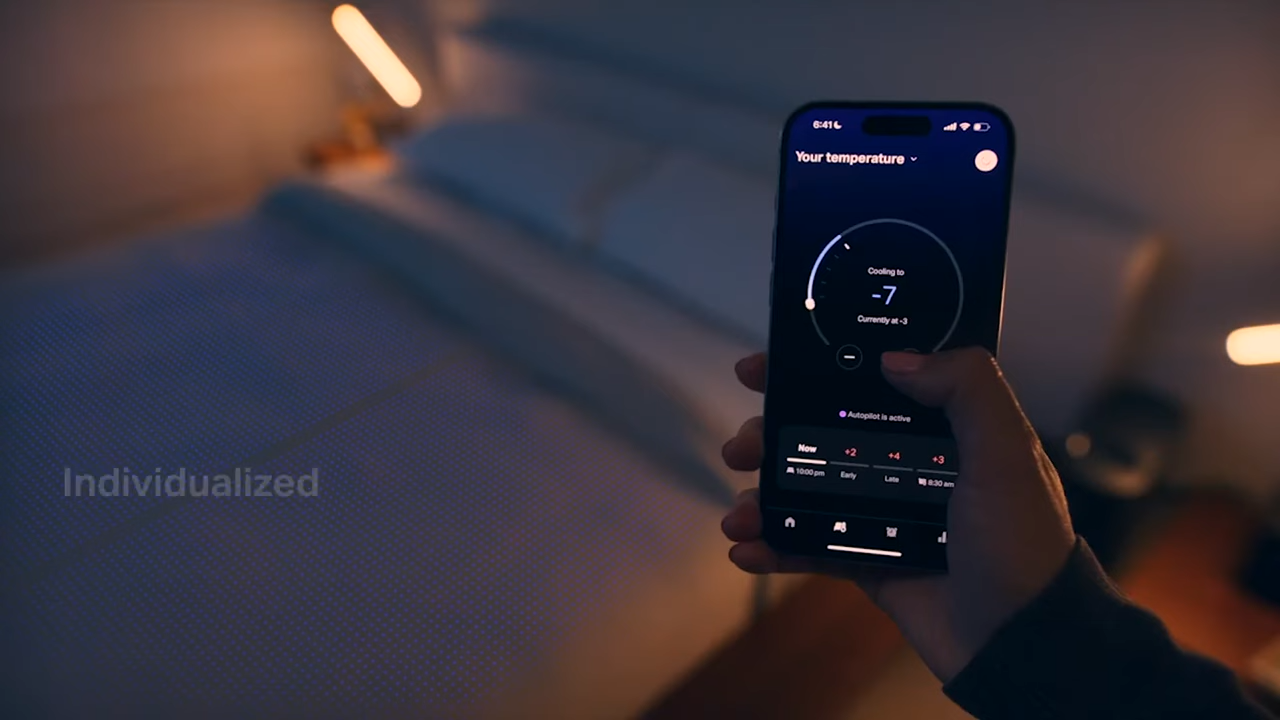 6:41
Your temperature
Cooling to
-7
Currently at -3
Autopilot is active
Now +2 +4 +3
10:00 pm Early Late 8:30 am
Individualized